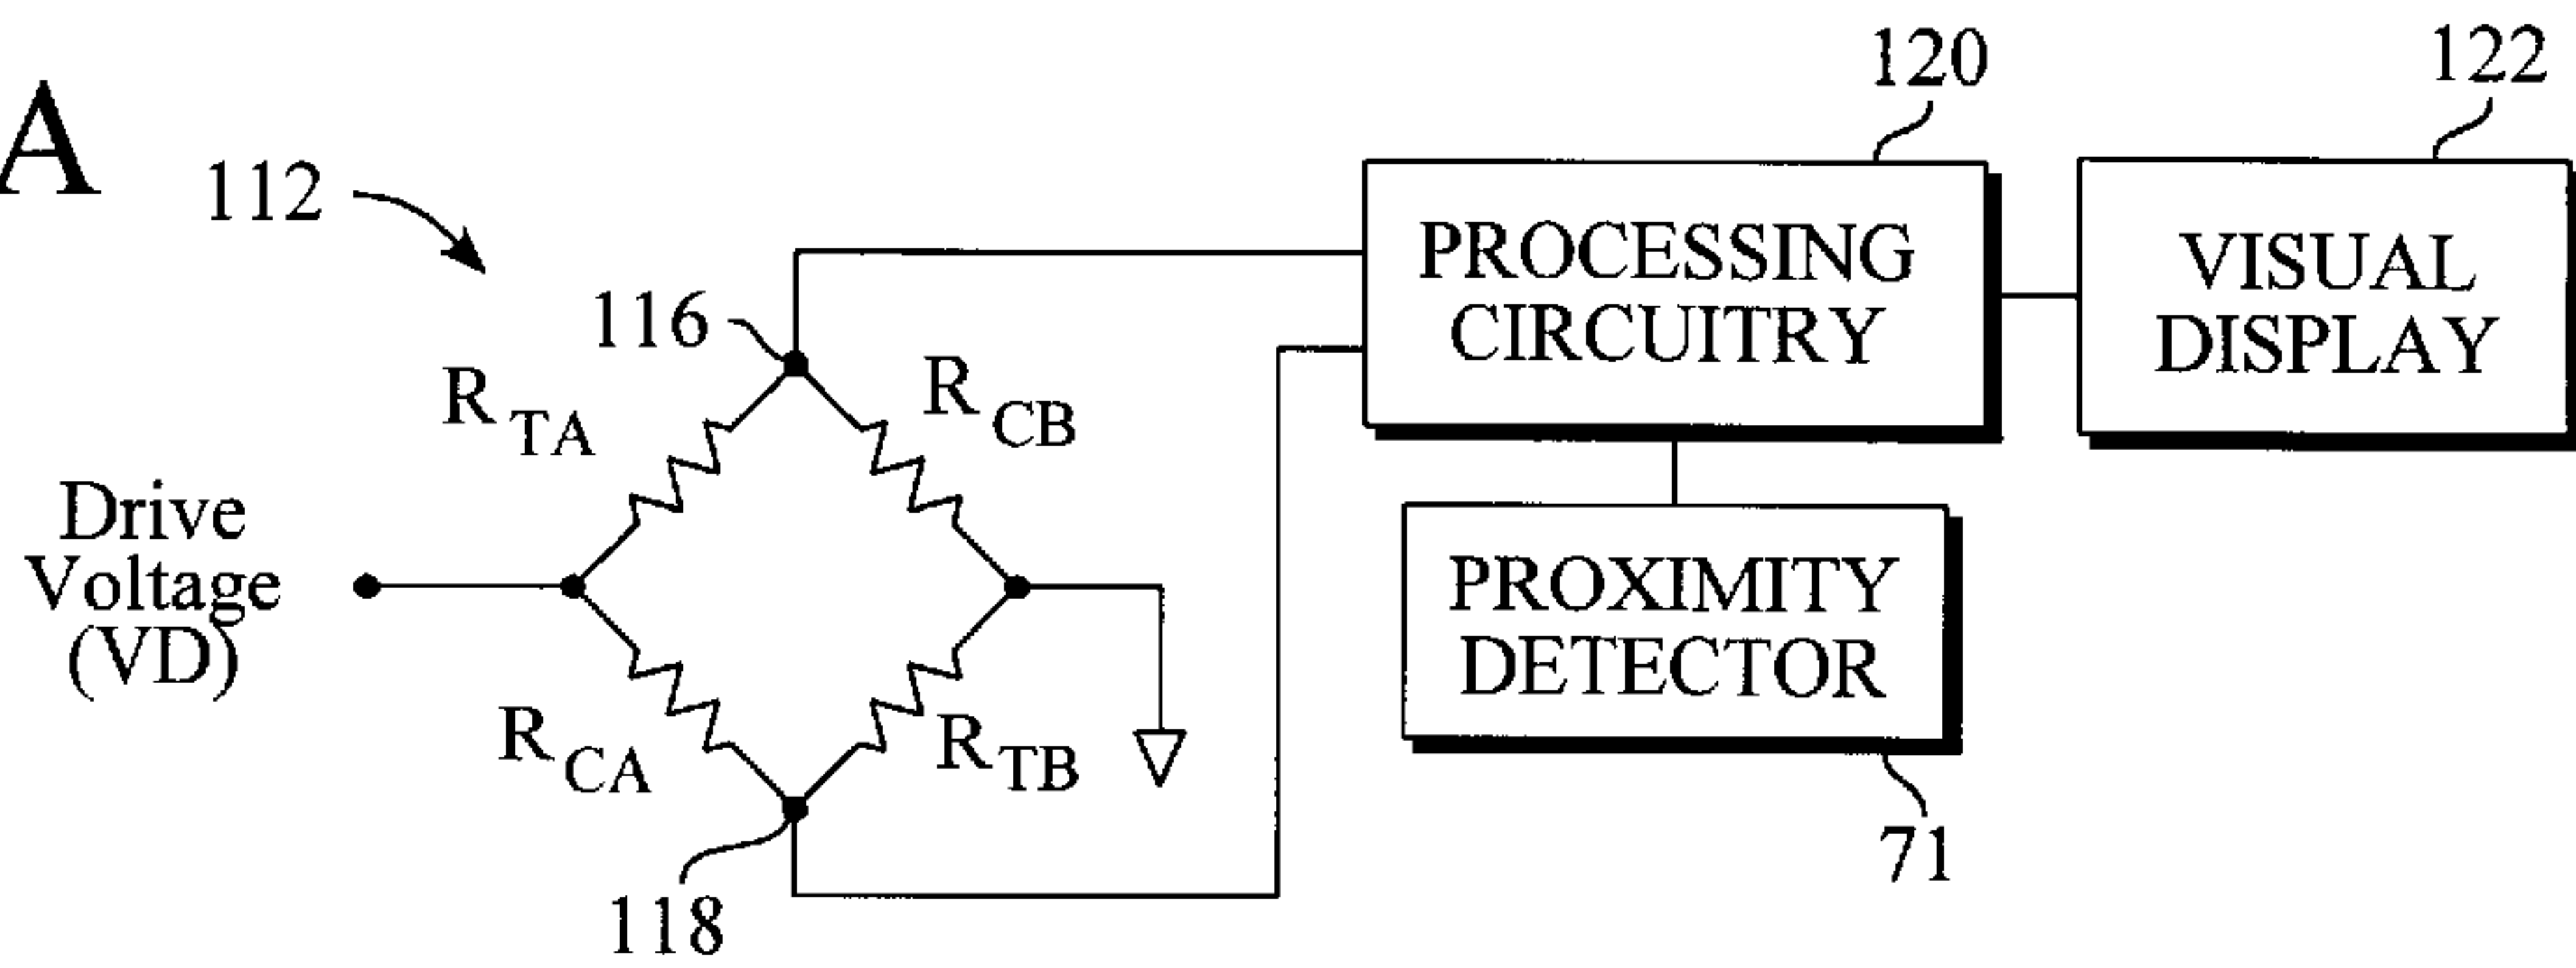 A
112
116
R TA
R CB
Drive
Voltage
(VD)
R CA
R TB
118
120
PROCESSING
CIRCUITRY
122
VISUAL
DISPLAY
PROXIMITY
DETECTOR
71